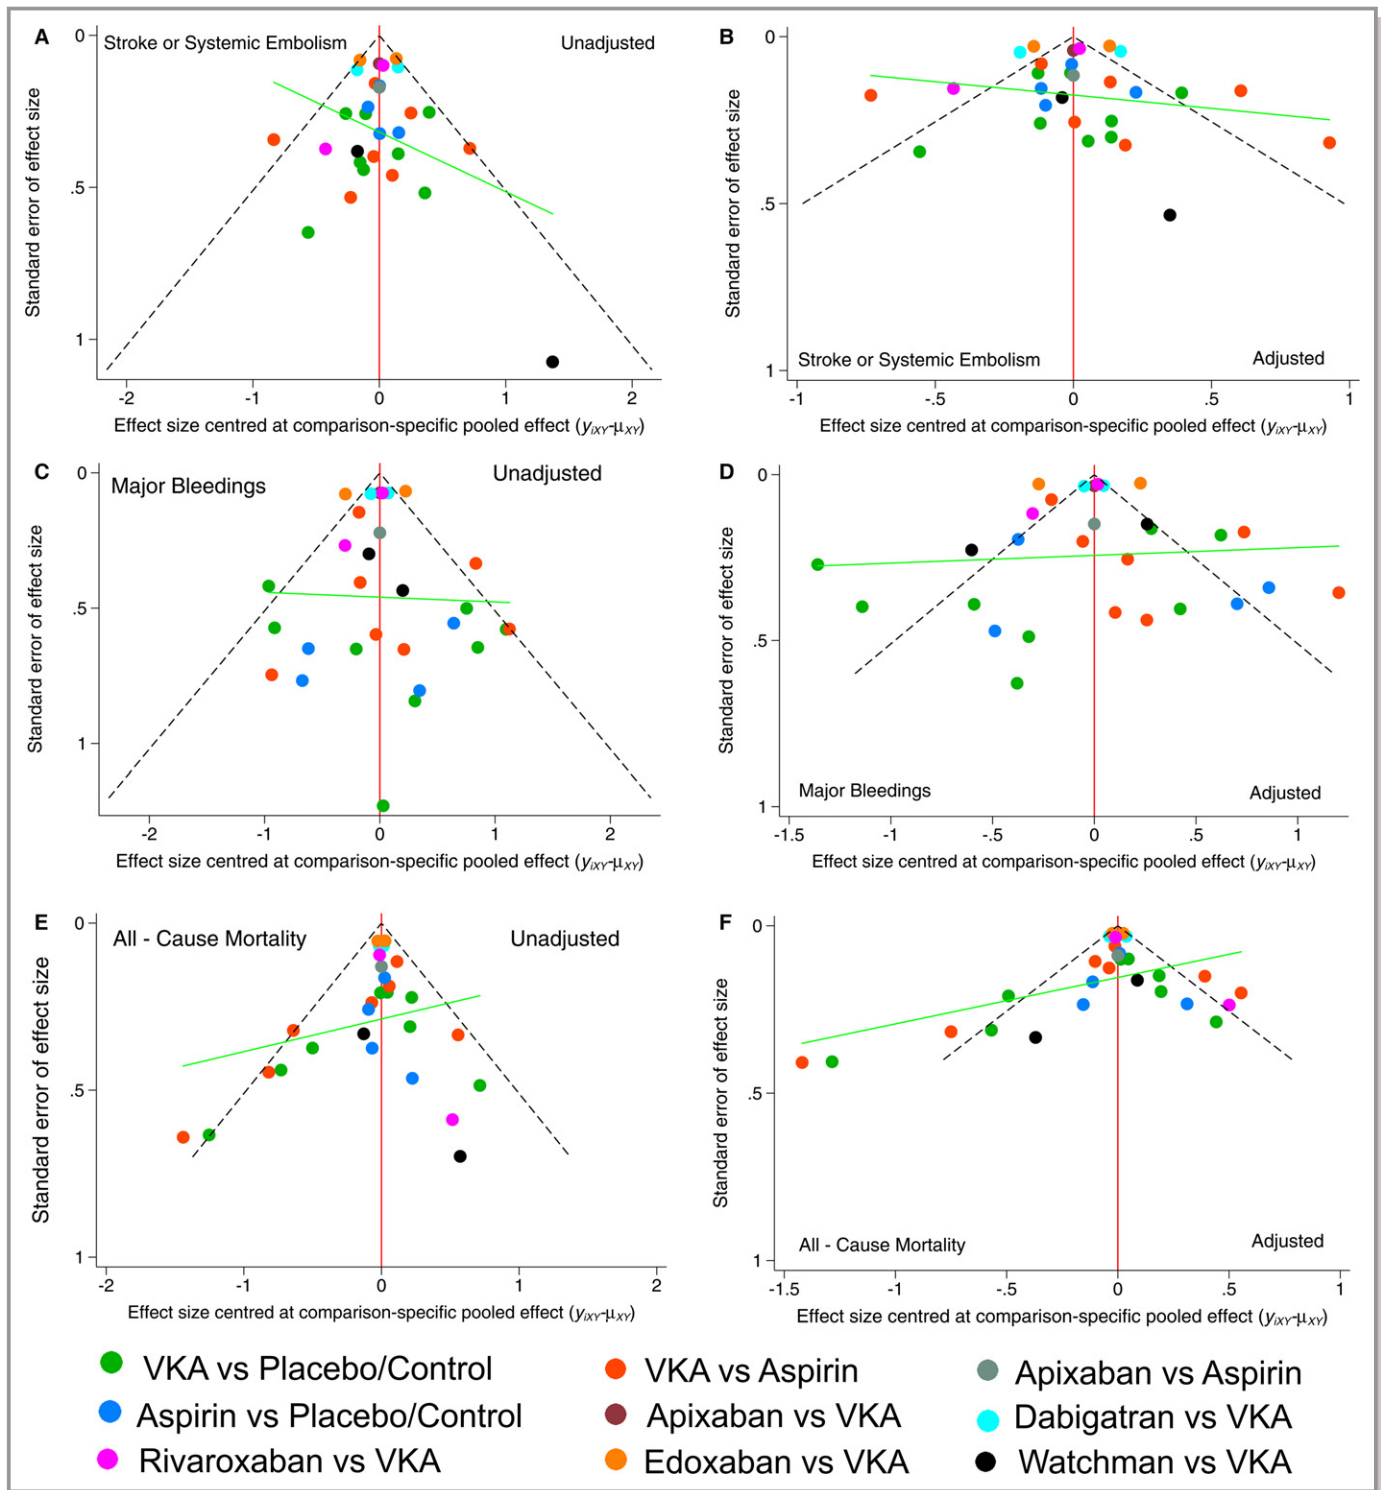 A
Stroke or Systemic Embolism
Unadjusted
Standard error of effect size
0
.5
1
-2
-1
0
1
2
Effect size centred at comparison-specific pooled effect (yiXY-μXY)
B
Standard error of effect size
0
.5
1
Stroke or Systemic Embolism
Adjusted
-1
-.5
0
.5
1
Effect size centred at comparison-specific pooled effect (yiXY-μXY)
C
Major Bleedings
Unadjusted
Standard error of effect size
0
.5
1
-2
-1
0
1
2
Effect size centred at comparison-specific pooled effect (yiXY-μXY)
D
Standard error of effect size
0
.5
1
Major Bleedings
Adjusted
-1.5
-1
-.5
0
.5
1
Effect size centred at comparison-specific pooled effect (yiXY-μXY)
E
All - Cause Mortality
Unadjusted
Standard error of effect size
0
.5
1
-2
-1
0
1
2
Effect size centred at comparison-specific pooled effect (yiXY-μXY)
F
Standard error of effect size
0
.5
1
All - Cause Mortality
Adjusted
-1.5
-1
-.5
0
.5
1
Effect size centred at comparison-specific pooled effect (yiXY-μXY)
VKA vs Placebo/Control
VKA vs Aspirin
Apixaban vs Aspirin
Aspirin vs Placebo/Control
Apixaban vs VKA
Dabigatran vs VKA
Rivaroxaban vs VKA
Edoxaban vs VKA
Watchman vs VKA